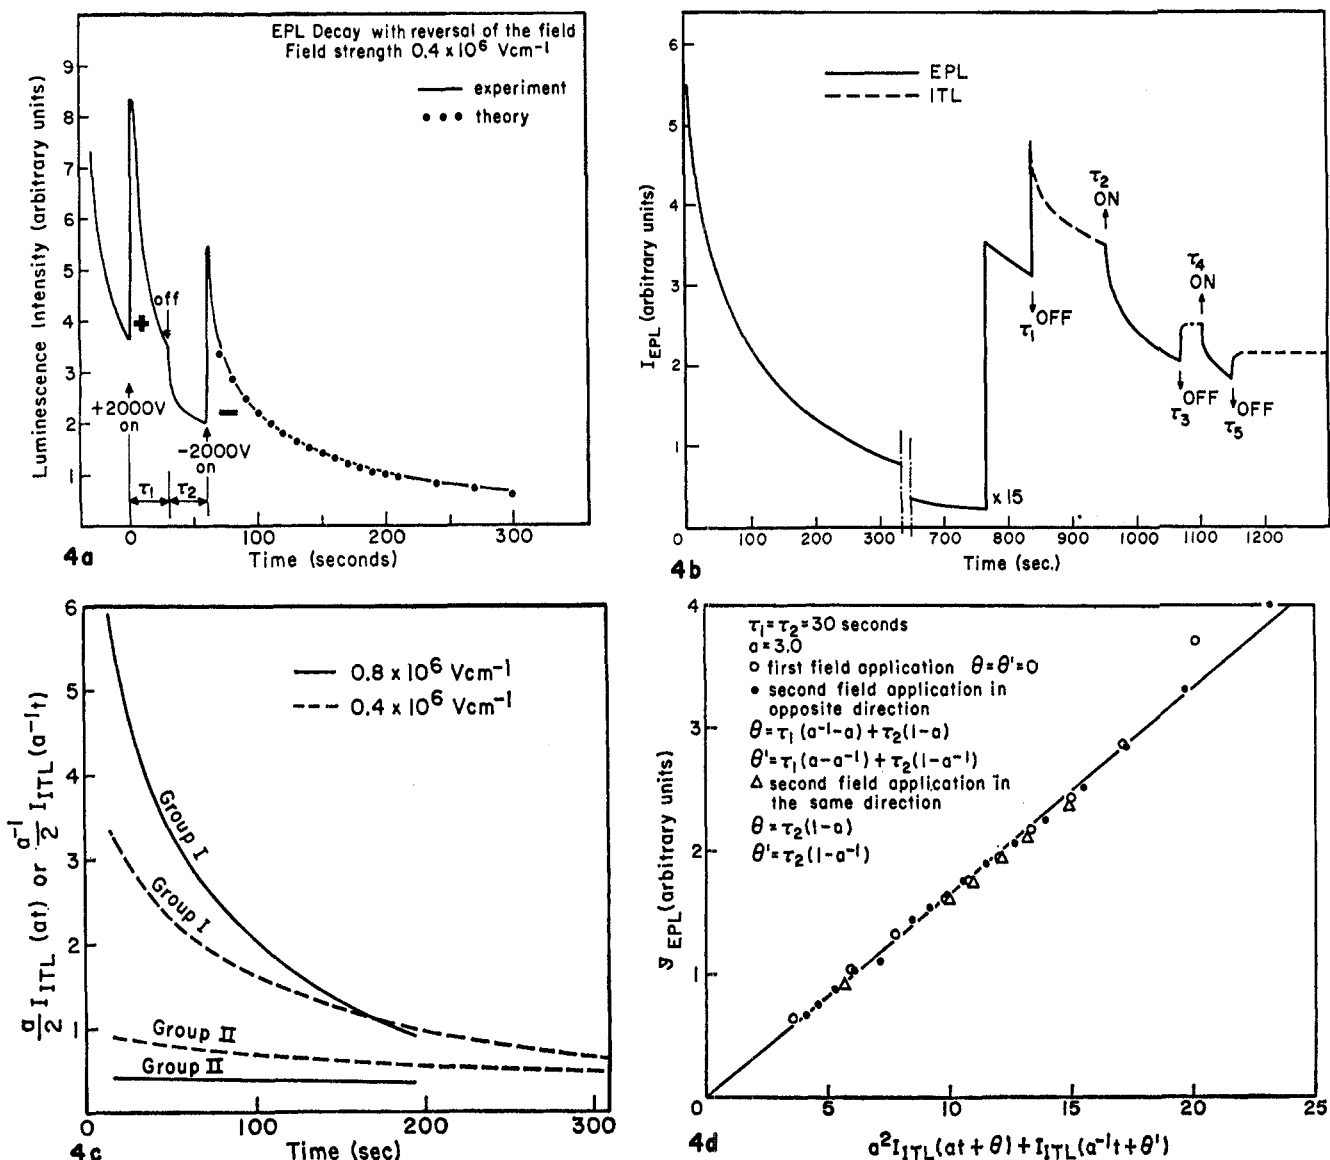 EPL Decay with reversal of the field
Field strength 0.4 x 10⁶ Vcm⁻¹
experiment
theory
Luminescence Intensity (arbitrary units)
9
8
7
6
5
4
3
2
1
off
+
−
+2000V
on
-2000V
on
τ₁
τ₂
0
100
200
300
Time (seconds)
4a
EPL
ITL
I_EPL (arbitrary units)
6
5
4
3
2
1
τ₁ OFF
τ₂
ON
τ₃ OFF
τ₄
ON
τ₅ OFF
x 15
0
100
200
300
400
500
600
700
800
900
1000
1100
1200
Time (sec.)
4b
a/2 I_ITL (at) or a⁻¹/2 I_ITL (a⁻¹t)
6
5
4
3
2
1
0.8 x 10⁶ Vcm⁻¹
0.4 x 10⁶ Vcm⁻¹
Group I
Group I
Group II
Group II
0
100
200
300
Time (sec)
4c
τ₁=τ₂=30 seconds
a=3.0
o first field application θ=θ'=0
• second field application in
opposite direction
θ=τ₁(a⁻¹-a)+τ₂(1-a)
θ'=τ₁(a-a⁻¹)+τ₂(1-a⁻¹)
Δ second field application in
the same direction
θ=τ₂(1-a)
θ'=τ₂(1-a⁻¹)
EPL (arbitrary units)
4
3
2
1
0
5
10
15
20
25
a²I_ITL(at+θ)+I_ITL(a⁻¹t+θ')
4d